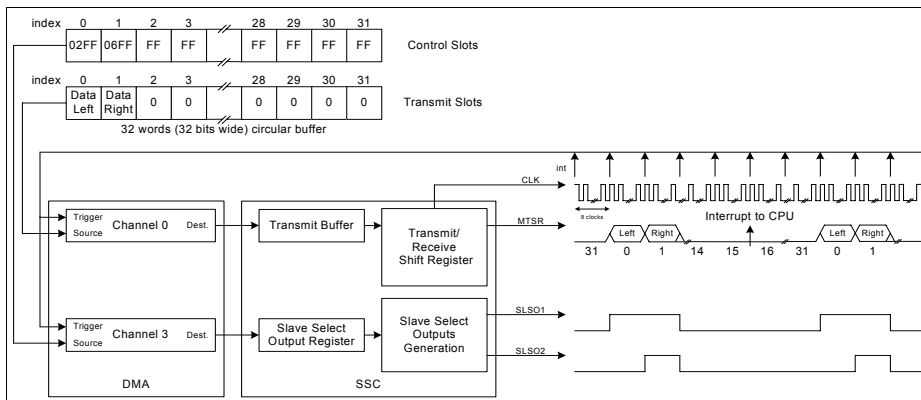 index 0 1 2 3 28 29 30 31
02FF 06FF FF FF FF FF FF FF
Control Slots
index 0 1 2 3 28 29 30 31
Data Left Data Right 0 0 0 0 0 0
Transmit Slots
32 words (32 bits wide) circular buffer
int
CLK
8 clocks
Interrupt to CPU
Trigger
Source
Channel 0
Dest.
Transmit Buffer
Transmit/
Receive
Shift Register
MTSR
Left Right Left Right
31 0 1 14 15 16 31 0 1
Trigger
Source
Channel 3
Dest.
Slave Select
Output Register
Slave Select
Outputs
Generation
SLSO1
SLSO2
DMA
SSC